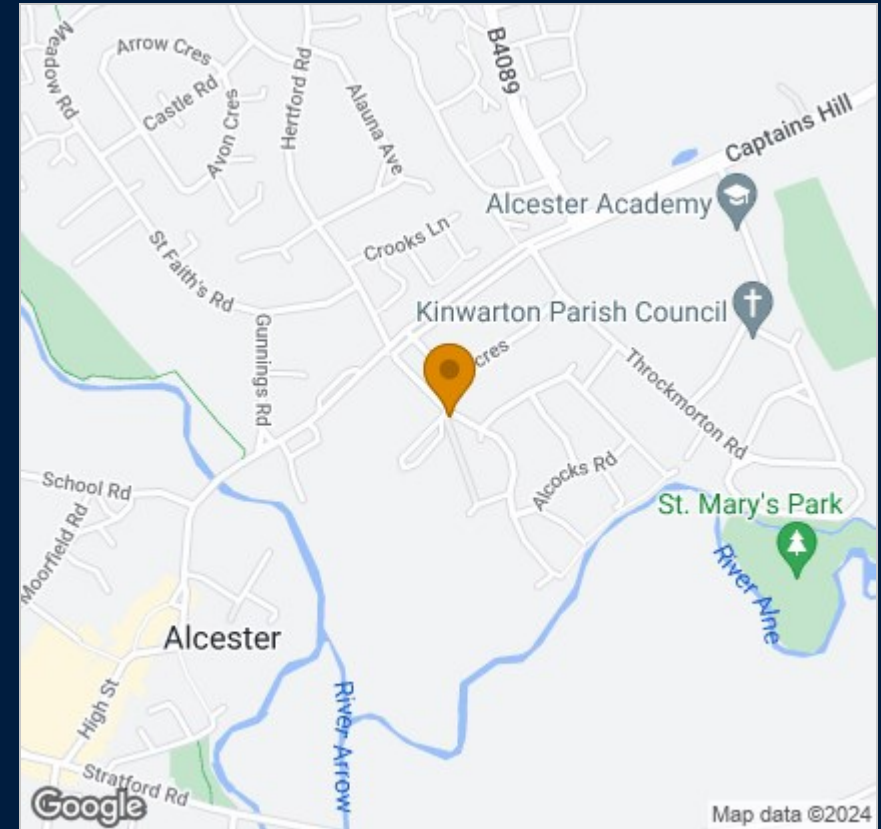 Meadow Rd
Arrow Cres
Castle Rd
Avon Cres
Hertford Rd
Alauna Ave
B4089
Captains Hill
Alcester Academy
Crooks Ln
St Faith's Rd
Kinwarton Parish Council
Gunnings Rd
cres
Throckmorton Rd
School Rd
Moorfield Rd
Alcocks Rd
St. Mary's Park
River Alne
Alcester
High St
River Arrow
Stratford Rd
Google
Map data ©2024